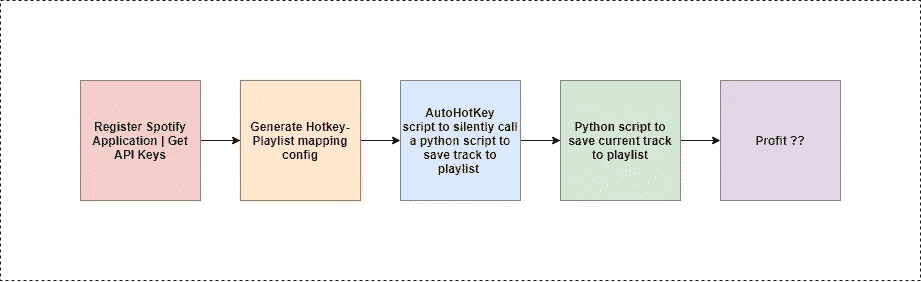 Register Spotify
Application | Get
API Keys
Generate Hotkey-
Playlist mapping
config
AutoHotKey
script to silently call
a python script to
save track to
playlist
Python script to
save current track
to playlist
Profit ??